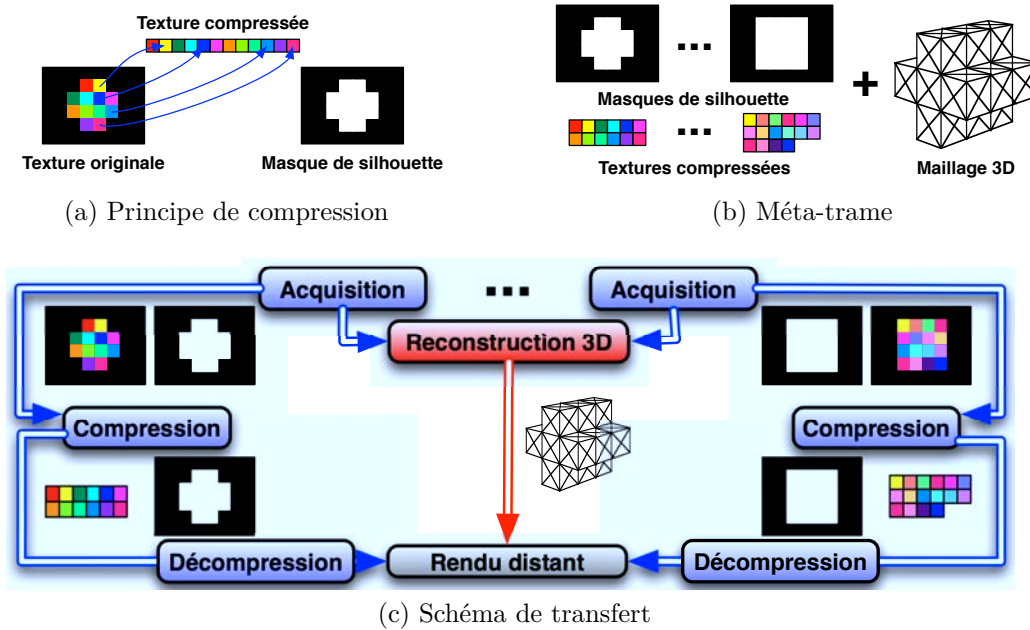 Texture compressée
Texture originale
Masque de silhouette
(a) Principe de compression
Masques de silhouette
Textures compressées
+
Maillage 3D
(b) Méta-trame
Acquisition
...
Acquisition
Reconstruction 3D
Compression
Compression
Décompression
Rendu distant
Décompression
(c) Schéma de transfert